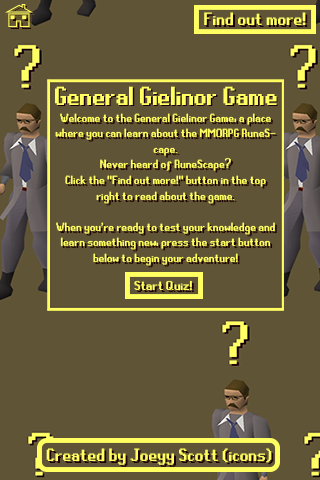 Find out more!
?
?
General Gielinor Game
Welcome to the General Gielinor Game, a place
where you can learn about the MMORPG RuneS-
cape.
Never heard of RuneScape?
Click the "Find out more!" button in the top
right to read about the game.
When you're ready to test your knowledge and
learn something new, press the start button
below to begin your adventure!
Start Quiz!
?
?
?
Created by Joeyy Scott (icons)